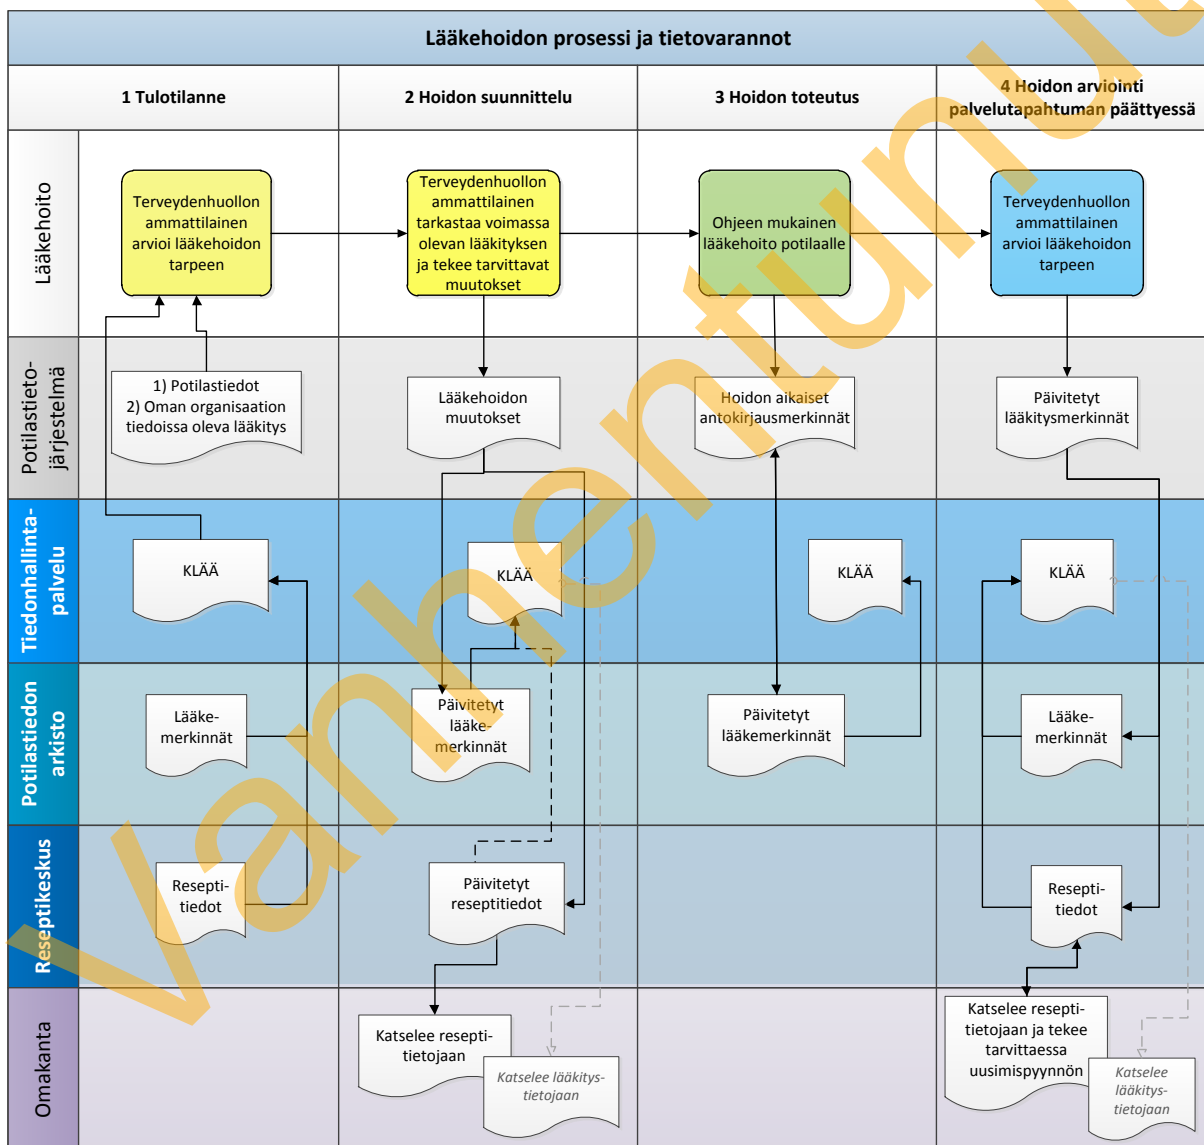 Lääkehoidon prosessi ja tietovarannot
1 Tulotilanne
2 Hoidon suunnittelu
3 Hoidon toteutus
4 Hoidon arviointi
palvelutapahtuman päättyessä
Lääkehoito
Terveydenhuollon
ammattilainen
arvioi lääkehoidon
tarpeen
Terveydenhuollon
ammattilainen
tarkastaa voimassa
olevan lääkityksen
ja tekee tarvittavat
muutokset
Ohjeen mukainen
lääkehoito potilaalle
Terveydenhuollon
ammattilainen
arvioi lääkehoidon
tarpeen
Potilastieto-
järjestelmä
1) Potilastiedot
2) Oman organisaation
tiedoissa oleva lääkitys
Lääkehoidon
muutokset
Hoidon aikaiset
antokirjausmerkinnät
Päivitetyt
lääkitysmerkinnät
Tiedonhallinta-
palvelu
KLÄÄ
KLÄÄ
KLÄÄ
KLÄÄ
Potilastiedon
arkisto
Lääke-
merkinnät
Päivitetyt
lääke-
merkinnät
Päivitetyt
lääkemerkinnät
Lääke-
merkinnät
Reseptikeskus
Resepti-
tiedot
Päivitetyt
reseptitiedot
Resepti-
tiedot
Omakanta
Katselee resepti-
tietojaan
Katselee lääkitys-
tietojaan
Katselee resepti-
tietojaan ja tekee
tarvittaessa
uusimispyynnön
Katselee
lääkitys-
tietojaan
Vanhentunut